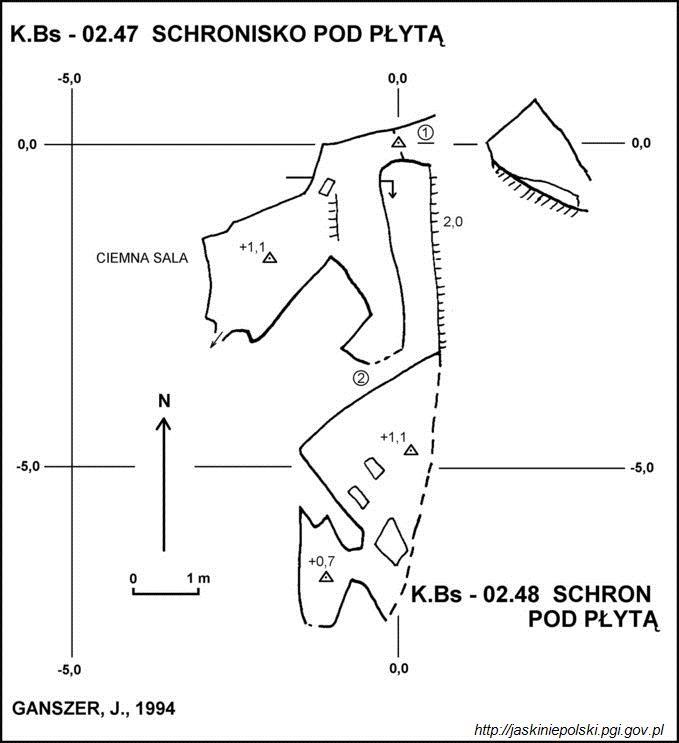 K.Bs - 02.47 SCHRONISKO POD PŁYTĄ
-5,0 0,0
0,0 1 0,0
2,0
CIEMNA SALA +1,1
2
+1,1
N
-5,0 -5,0
+0,7
0 1 m
K.Bs - 02.48 SCHRON
POD PŁYTĄ
-5,0 0,0
GANSZER, J., 1994
http://jaskiniepolski.pgi.gov.pl